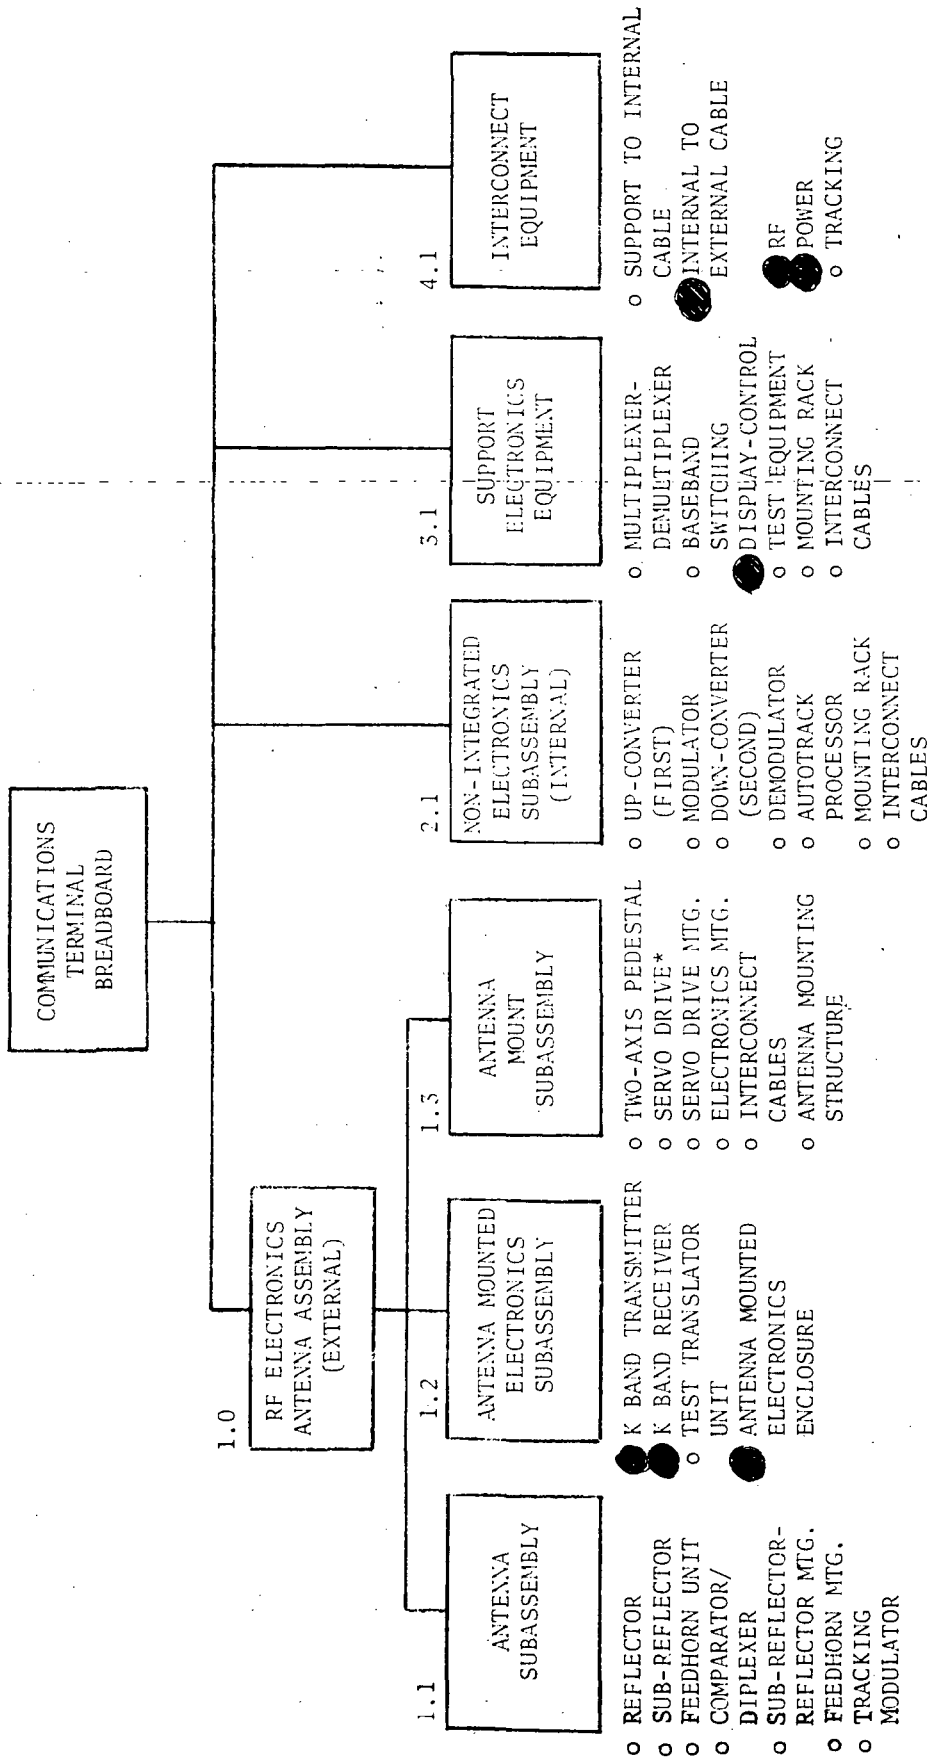 COMMUNICATIONS
TERMINAL
BREADBOARD
1.0
RF ELECTRONICS
ANTENNA ASSEMBLY
(EXTERNAL)
1.1
ANTENNA
SUBASSEMBLY
o REFLECTOR
o SUB-REFLECTOR
o FEEDHORN UNIT
o COMPARATOR/
DIPLEXER
o SUB-REFLECTOR-
REFLECTOR MTG.
o FEEDHORN MTG.
o TRACKING
MODULATOR
1.2
ANTENNA MOUNTED
ELECTRONICS
SUBASSEMBLY
K BAND TRANSMITTER
K BAND RECEIVER
o TEST TRANSLATOR
UNIT
ANTENNA MOUNTED
ELECTRONICS
ENCLOSURE
1.3
ANTENNA
MOUNT
SUBASSEMBLY
o TWO-AXIS PEDESTAL
o SERVO DRIVE*
o SERVO DRIVE MTG.
o ELECTRONICS MTG.
o INTERCONNECT
CABLES
o ANTENNA MOUNTING
STRUCTURE
2.1
NON-INTEGRATED
ELECTRONICS
SUBASSEMBLY
(INTERNAL)
o UP-CONVERTER
(FIRST)
o MODULATOR
o DOWN-CONVERTER
(SECOND)
o DEMODULATOR
o AUTOTRACK
PROCESSOR
o MOUNTING RACK
o INTERCONNECT
CABLES
3.1
SUPPORT
ELECTRONICS
EQUIPMENT
o MULTIPLEXER-
DEMULTIPLEXER
o BASEBAND
SWITCHING
DISPLAY-CONTROL
o TEST EQUIPMENT
o MOUNTING RACK
o INTERCONNECT
CABLES
4.1
INTERCONNECT
EQUIPMENT
o SUPPORT TO INTERNAL
CABLE
INTERNAL TO
EXTERNAL CABLE
RF
POWER
o TRACKING